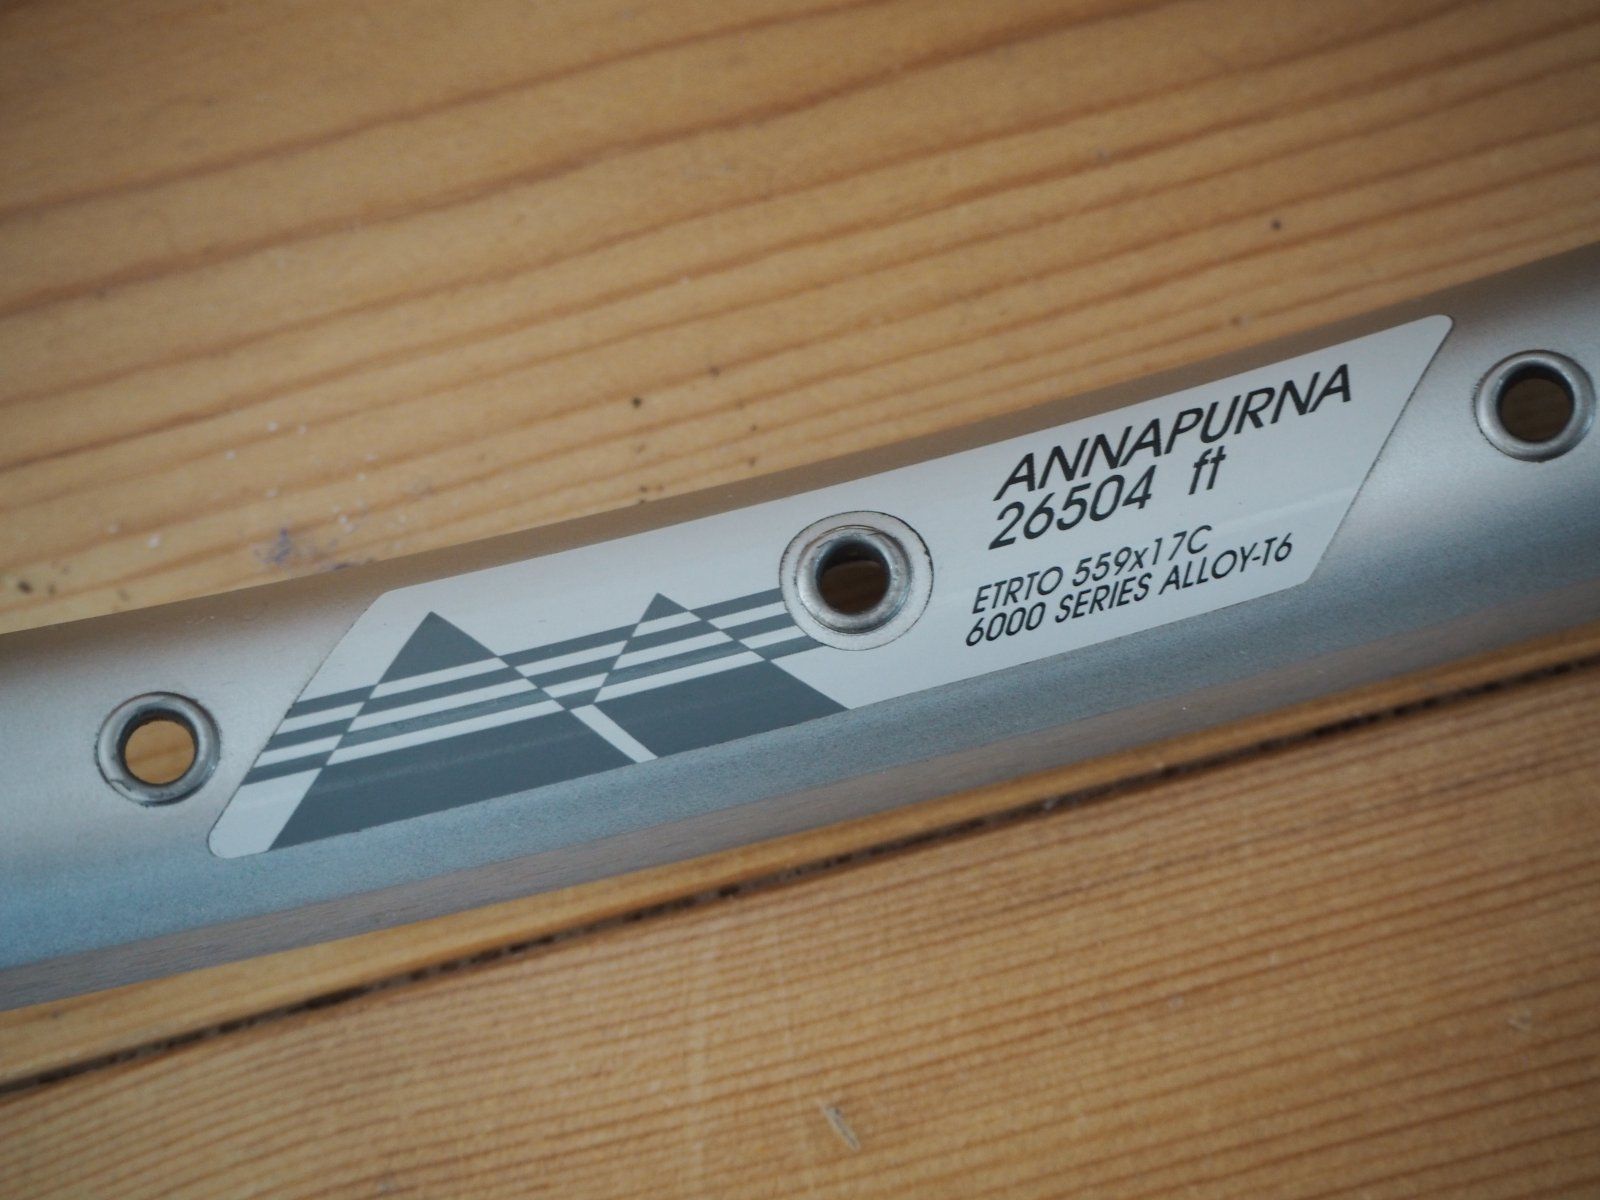 ANNAPURNA
26504 ft
ETRTO 559x17C
6000 SERIES ALLOY-T6